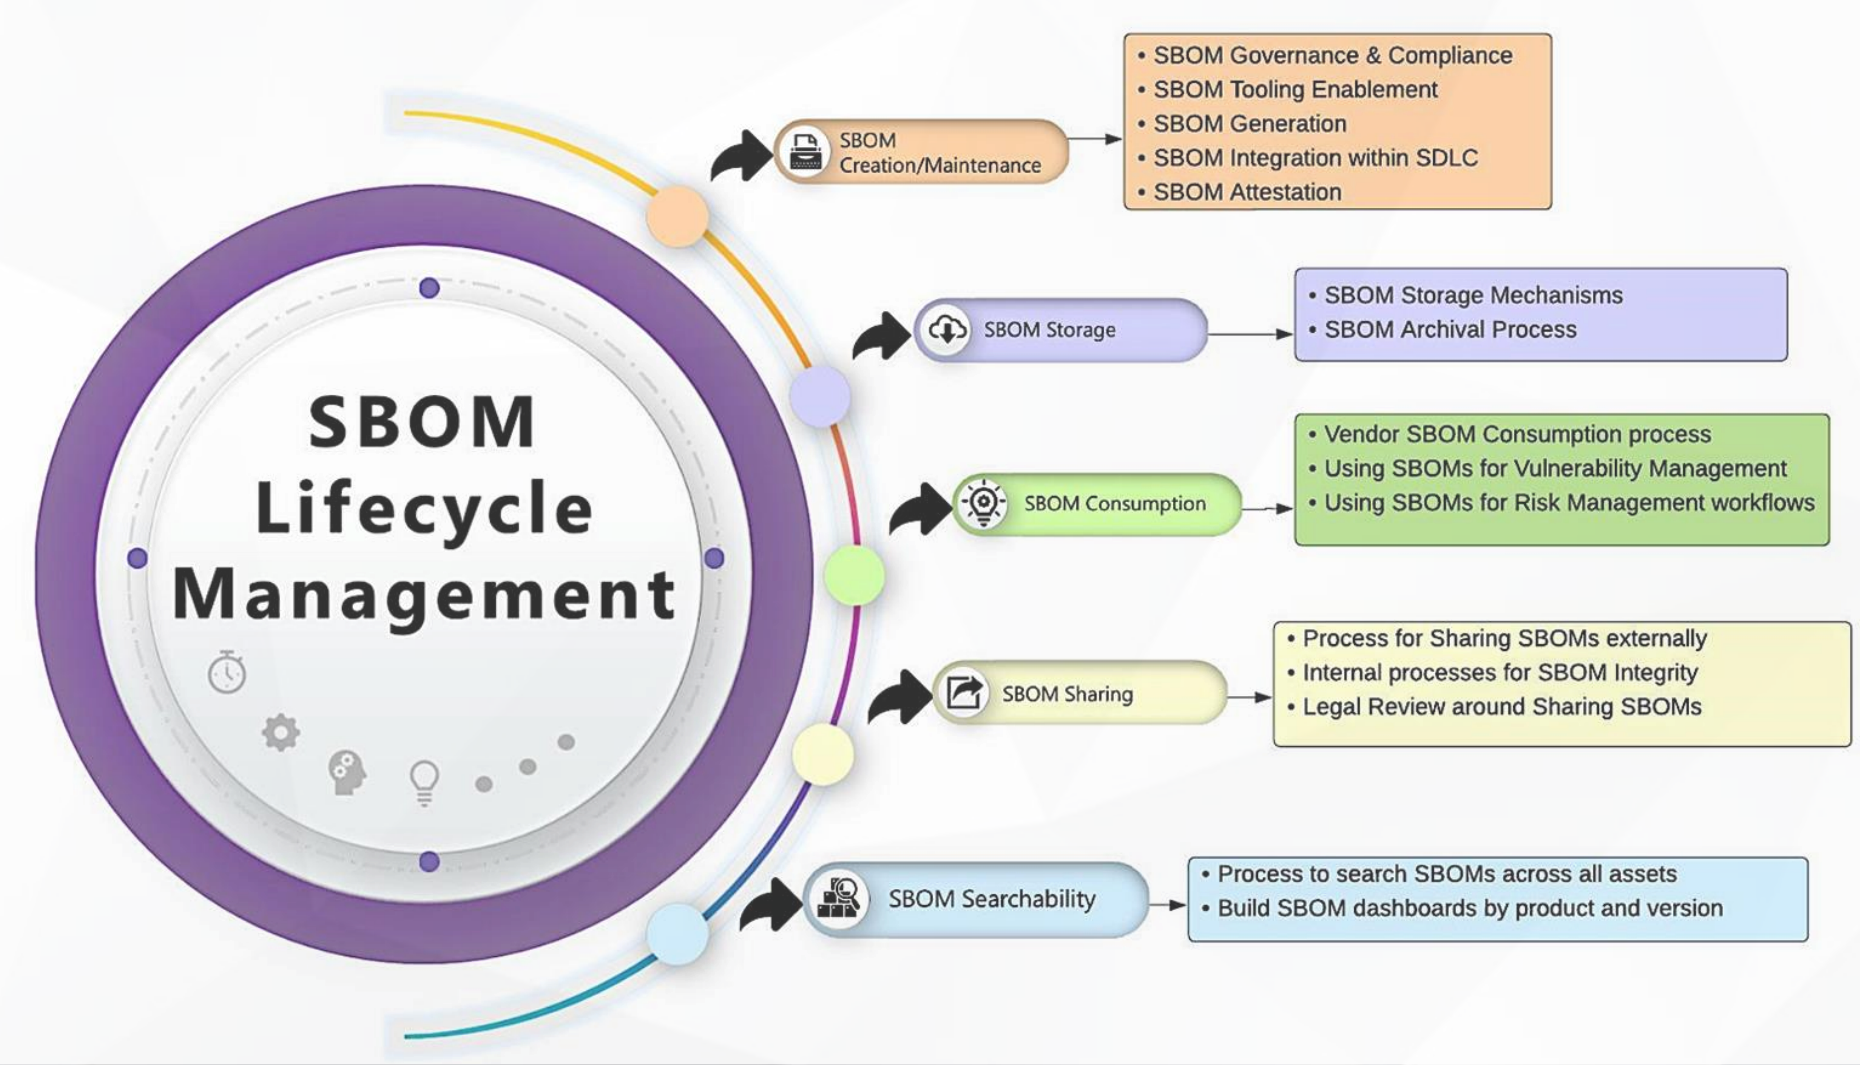 SBOM
Lifecycle
Management
SBOM
Creation/Maintenance
• SBOM Governance & Compliance
• SBOM Tooling Enablement
• SBOM Generation
• SBOM Integration within SDLC
• SBOM Attestation
SBOM Storage
• SBOM Storage Mechanisms
• SBOM Archival Process
SBOM Consumption
• Vendor SBOM Consumption process
• Using SBOMs for Vulnerability Management
• Using SBOMs for Risk Management workflows
SBOM Sharing
• Process for Sharing SBOMs externally
• Internal processes for SBOM Integrity
• Legal Review around Sharing SBOMs
SBOM Searchability
• Process to search SBOMs across all assets
• Build SBOM dashboards by product and version